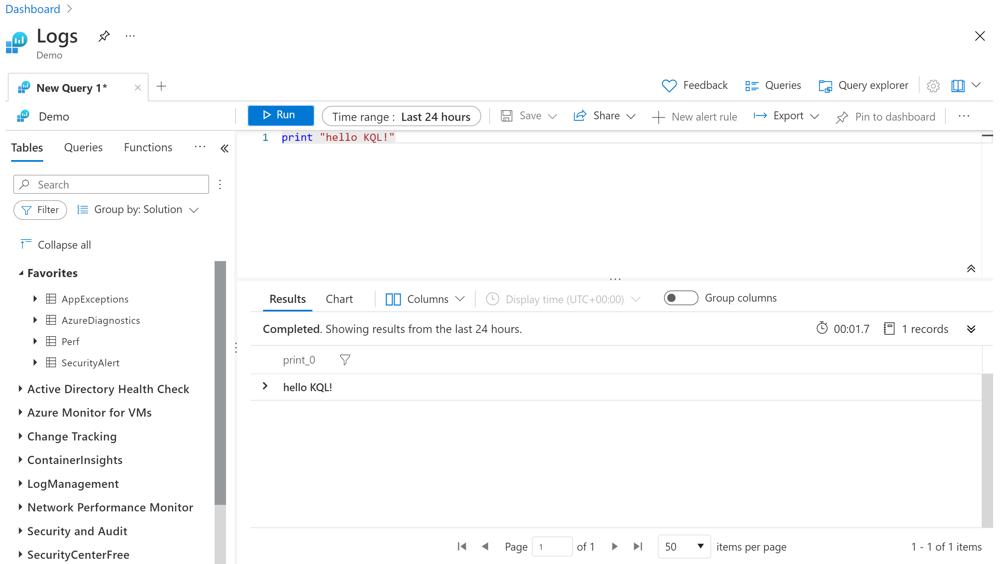 Dashboard
Logs
Demo
New Query 1*
Feedback
Queries
Query explorer
Demo
Run
Time range : Last 24 hours
Save
Share
New alert rule
Export
Pin to dashboard
1 print "hello KQL!"
Tables
Queries
Functions
Search
Filter
Group by: Solution
Collapse all
Favorites
AppExceptions
AzureDiagnostics
Perf
SecurityAlert
Active Directory Health Check
Azure Monitor for VMs
Change Tracking
ContainerInsights
LogManagement
Network Performance Monitor
Security and Audit
SecurityCenterFree
Results
Chart
Columns
Display time (UTC+00:00)
Group columns
Completed. Showing results from the last 24 hours.
00:01.7
1 records
print_0
hello KQL!
Page 1 of 1
50 items per page
1 - 1 of 1 items